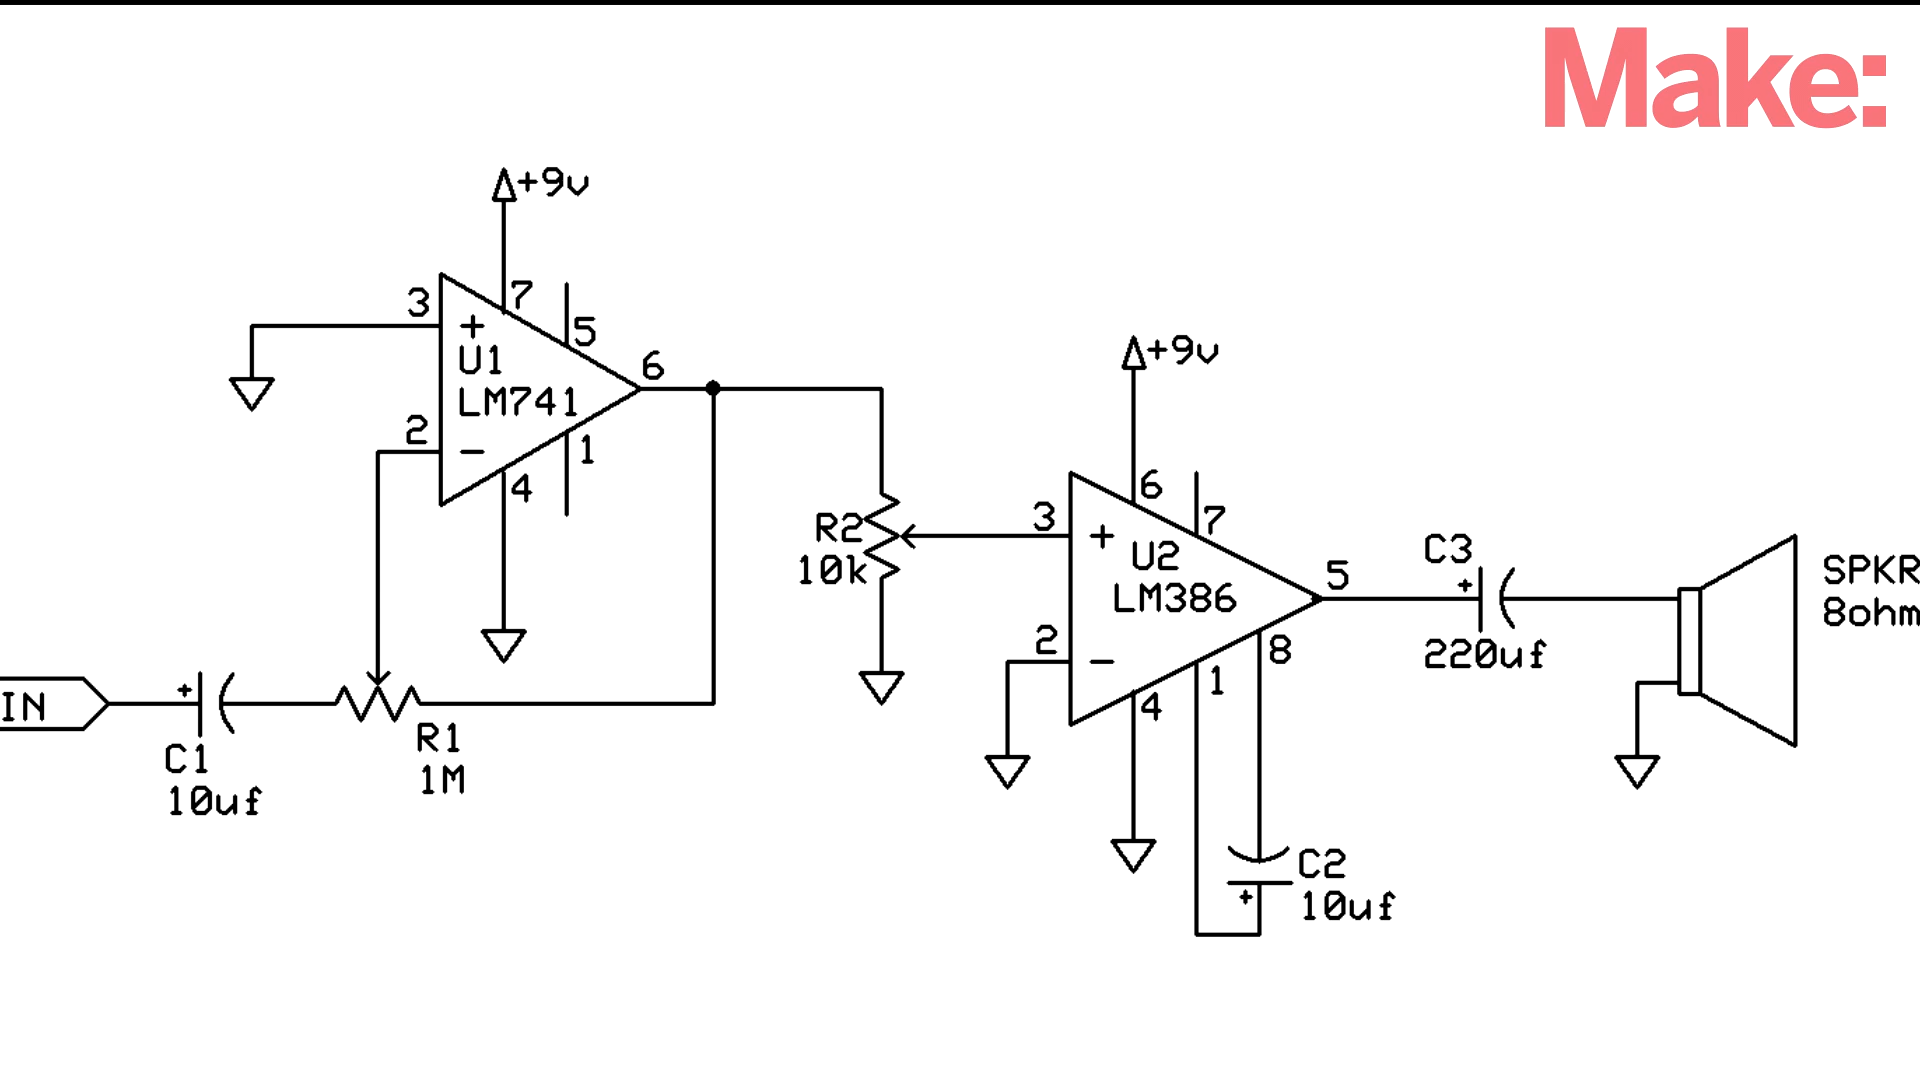 Make:
+9v
3
7
+
5
U1
6
LM741
2
−
1
4
+9v
6
3
7
R2
10k
+
U2
LM386
5
C3
+
220uf
SPKR
8ohm
2
−
8
1
4
IN
+
C1
10uf
R1
1M
C2
+
10uf